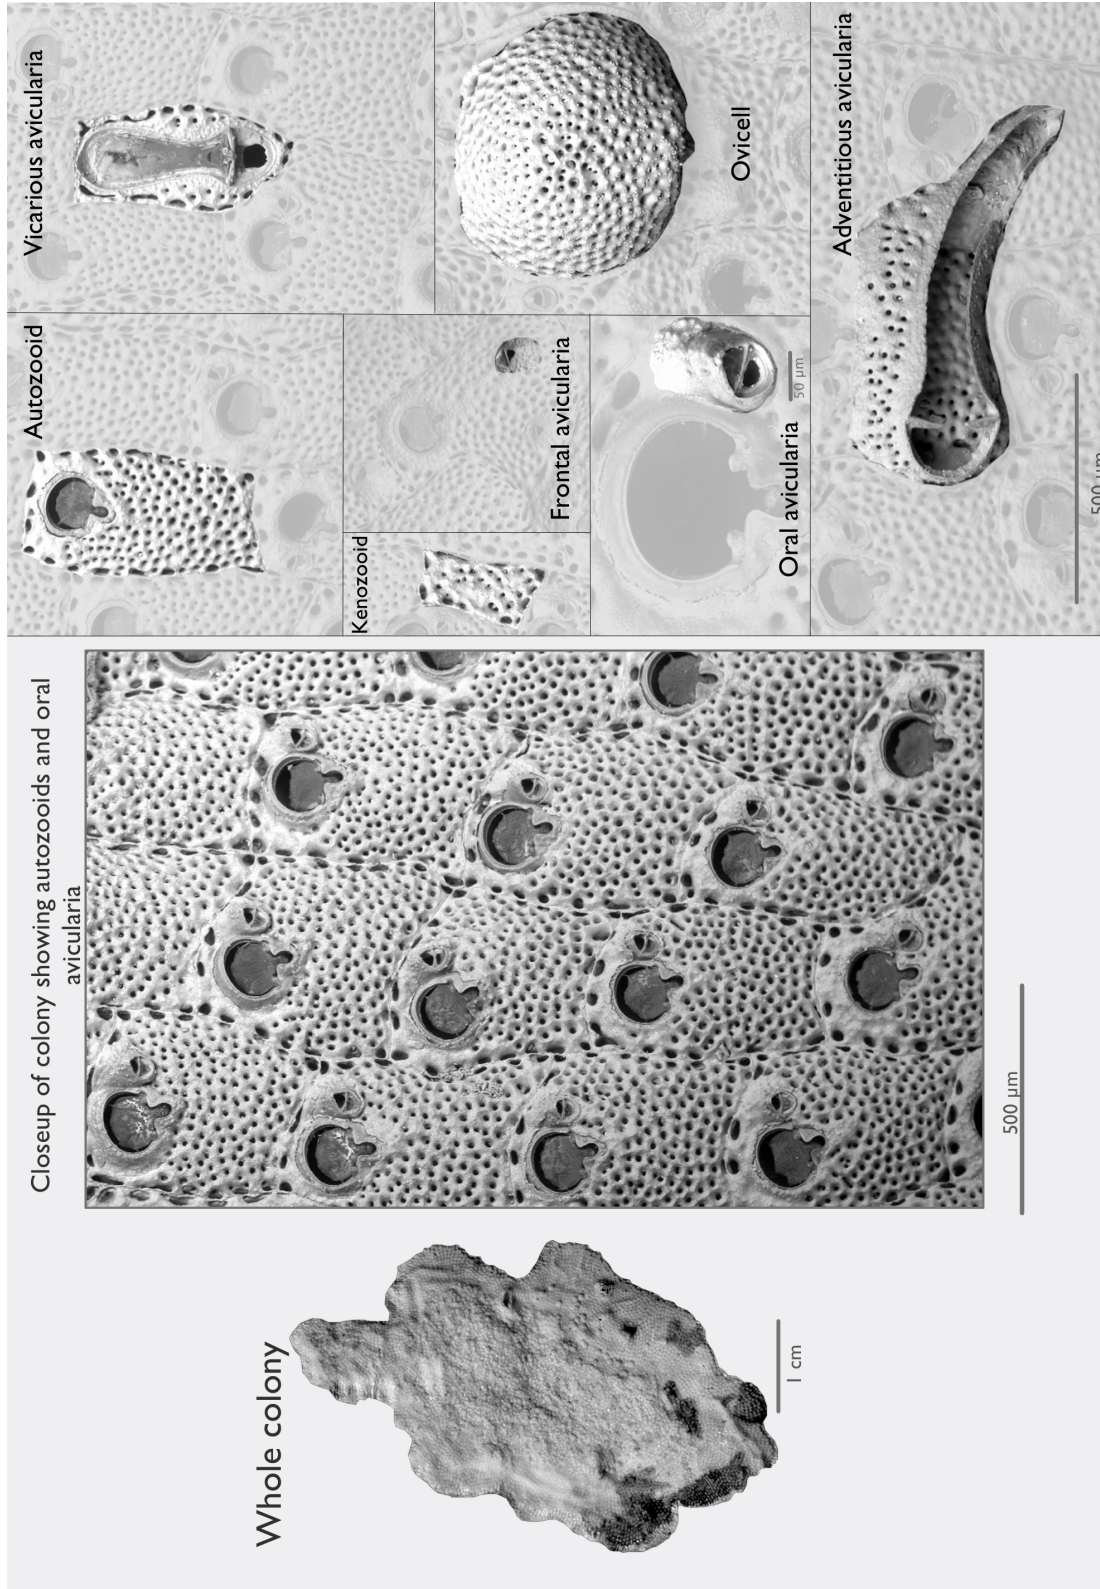 Whole colony
1 cm
Closeup of colony showing autozooids and oral
avicularia
500 µm
Autozooid
Vicarious avicularia
Kenozooid
Frontal avicularia
Ovicell
Oral avicularia
50 µm
Adventitious avicularia
500 µm